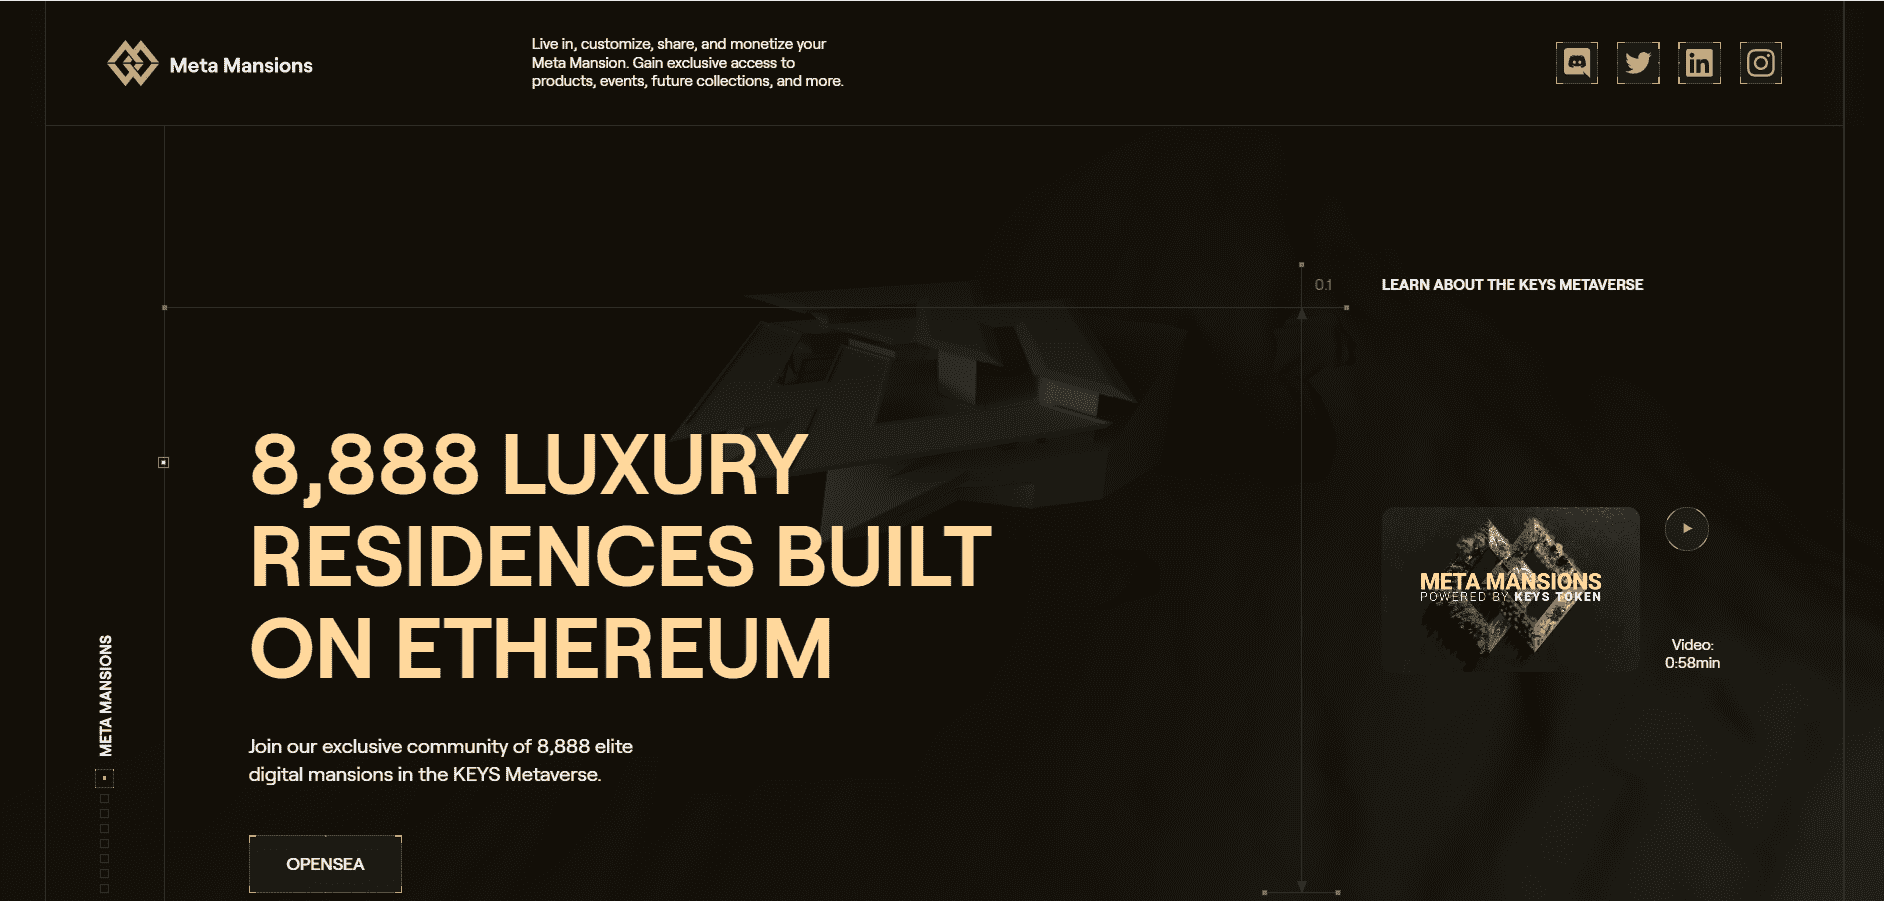 Meta Mansions
Live in, customize, share, and monetize your
Meta Mansion. Gain exclusive access to
products, events, future collections, and more.
0.1
LEARN ABOUT THE KEYS METAVERSE
8,888 LUXURY
RESIDENCES BUILT
ON ETHEREUM
META MANSIONS
POWERED BY KEYS TOKEN
Video:
0:58min
META MANSIONS
Join our exclusive community of 8,888 elite
digital mansions in the KEYS Metaverse.
OPENSEA